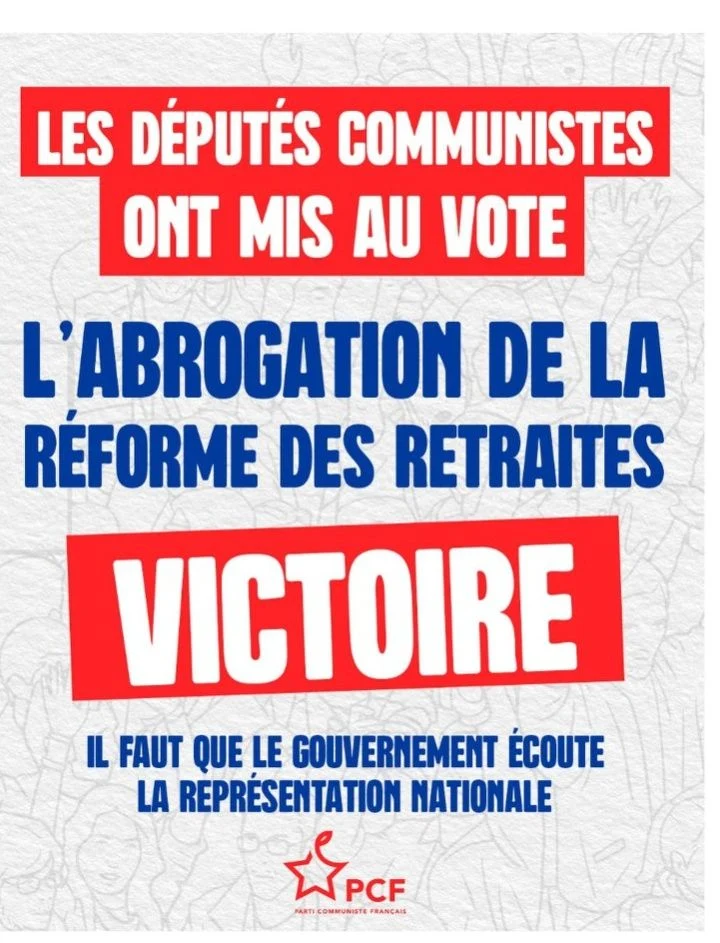 LES DÉPUTÉS COMMUNISTES
ONT MIS AU VOTE
L'ABROGATION DE LA
RÉFORME DES RETRAITES
VICTOIRE
IL FAUT QUE LE GOUVERNEMENT ÉCOUTE
LA REPRÉSENTATION NATIONALE
PCF
PARTI COMMUNISTE FRANÇAIS